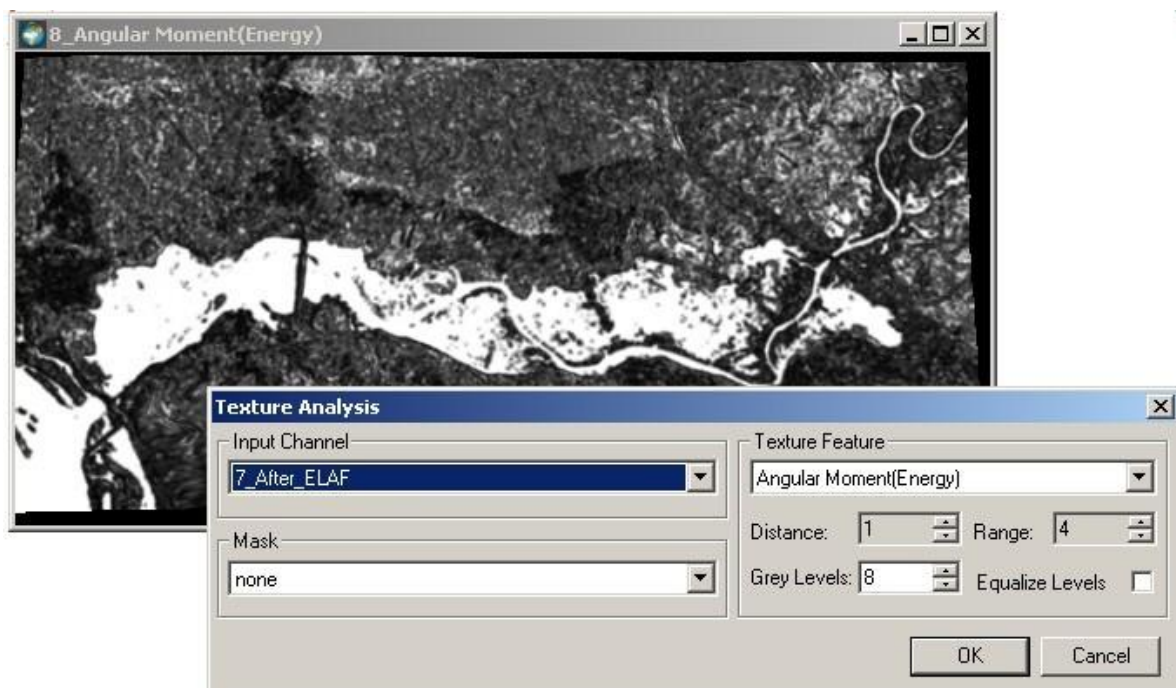 8_Angular Moment(Energy)
Texture Analysis
Input Channel
7_After_ELAF
Mask
none
Texture Feature
Angular Moment(Energy)
Distance: 1 Range: 4
Grey Levels: 8 Equalize Levels
OK Cancel